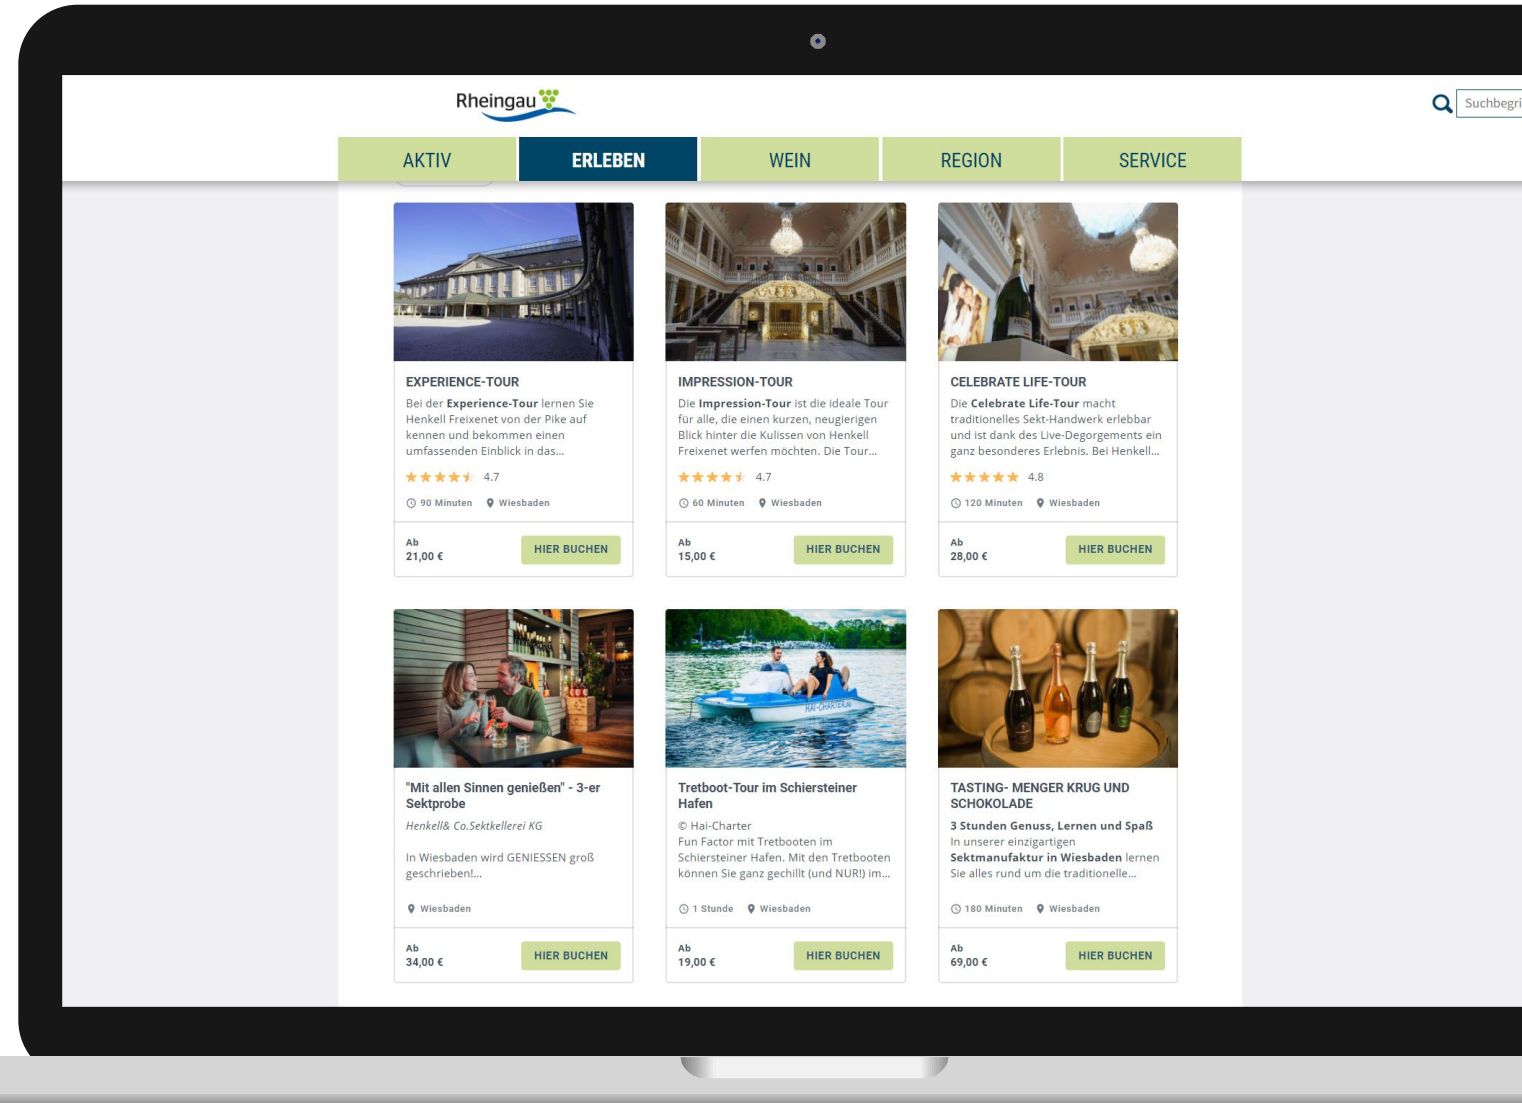 Rheingau
Suchbegri
AKTIV
ERLEBEN
WEIN
REGION
SERVICE
EXPERIENCE-TOUR
Bei der Experience-Tour lernen Sie
Henkell Freixenet von der Pike auf
kennen und bekommen einen
umfassenden Einblick in das...
4.7
90 Minuten
Wiesbaden
Ab
21,00 €
HIER BUCHEN
IMPRESSION-TOUR
Die Impression-Tour ist die ideale Tour
für alle, die einen kurzen, neugierigen
Blick hinter die Kulissen von Henkell
Freixenet werfen möchten. Die Tour...
4.7
60 Minuten
Wiesbaden
Ab
15,00 €
HIER BUCHEN
CELEBRATE LIFE-TOUR
Die Celebrate Life-Tour macht
traditionelles Sekt-Handwerk erlebbar
und ist dank des Live-Degorgements ein
ganz besonderes Erlebnis. Bei Henkell...
4.8
120 Minuten
Wiesbaden
Ab
28,00 €
HIER BUCHEN
"Mit allen Sinnen genießen" - 3-er
Sektprobe
Henkell& Co.Sektkellerei KG
In Wiesbaden wird GENIESSEN groß
geschrieben!...
Wiesbaden
Ab
34,00 €
HIER BUCHEN
HAI-CHARTER.de
Tretboot-Tour im Schiersteiner
Hafen
© Hai-Charter
Fun Factor mit Tretbooten im
Schiersteiner Hafen. Mit den Tretbooten
können Sie ganz gechillt (und NUR!) im...
1 Stunde
Wiesbaden
Ab
19,00 €
HIER BUCHEN
TASTING- MENGER KRUG UND
SCHOKOLADE
3 Stunden Genuss, Lernen und Spaß
In unserer einzigartigen
Sektmanufaktur in Wiesbaden lernen
Sie alles rund um die traditionelle...
180 Minuten
Wiesbaden
Ab
69,00 €
HIER BUCHEN